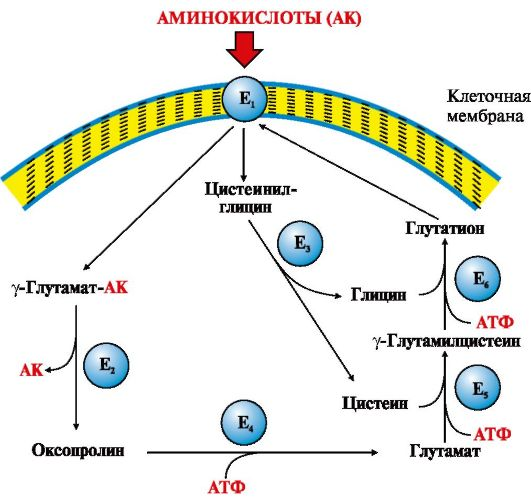 АМИНОКИСЛОТЫ (АК)
E₁
Клеточная
мембрана
Цистеинил-
глицин
Глутатион
E₃
γ-Глутамат-АК
Глицин
E₆
АТФ
γ-Глутамилцистеин
АК
E₂
Цистеин
E₅
E₄
АТФ
Оксопролин
Глутамат
АТФ